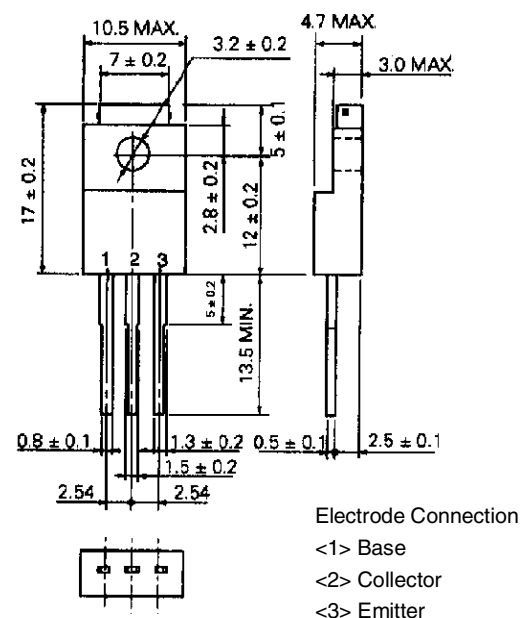 10.5 MAX.
4.7 MAX.
7 ± 0.2
3.2 ± 0.2
3.0 MAX.
5 ± 0.1
17 ± 0.2
2.8 ± 0.2
12 ± 0.2
1 2 3
5 ± 0.2
13.5 MIN.
0.8 ± 0.1
1.3 ± 0.2
0.5 ± 0.1
2.5 ± 0.1
1.5 ± 0.2
2.54
2.54
Electrode Connection
<1> Base
<2> Collector
<3> Emitter